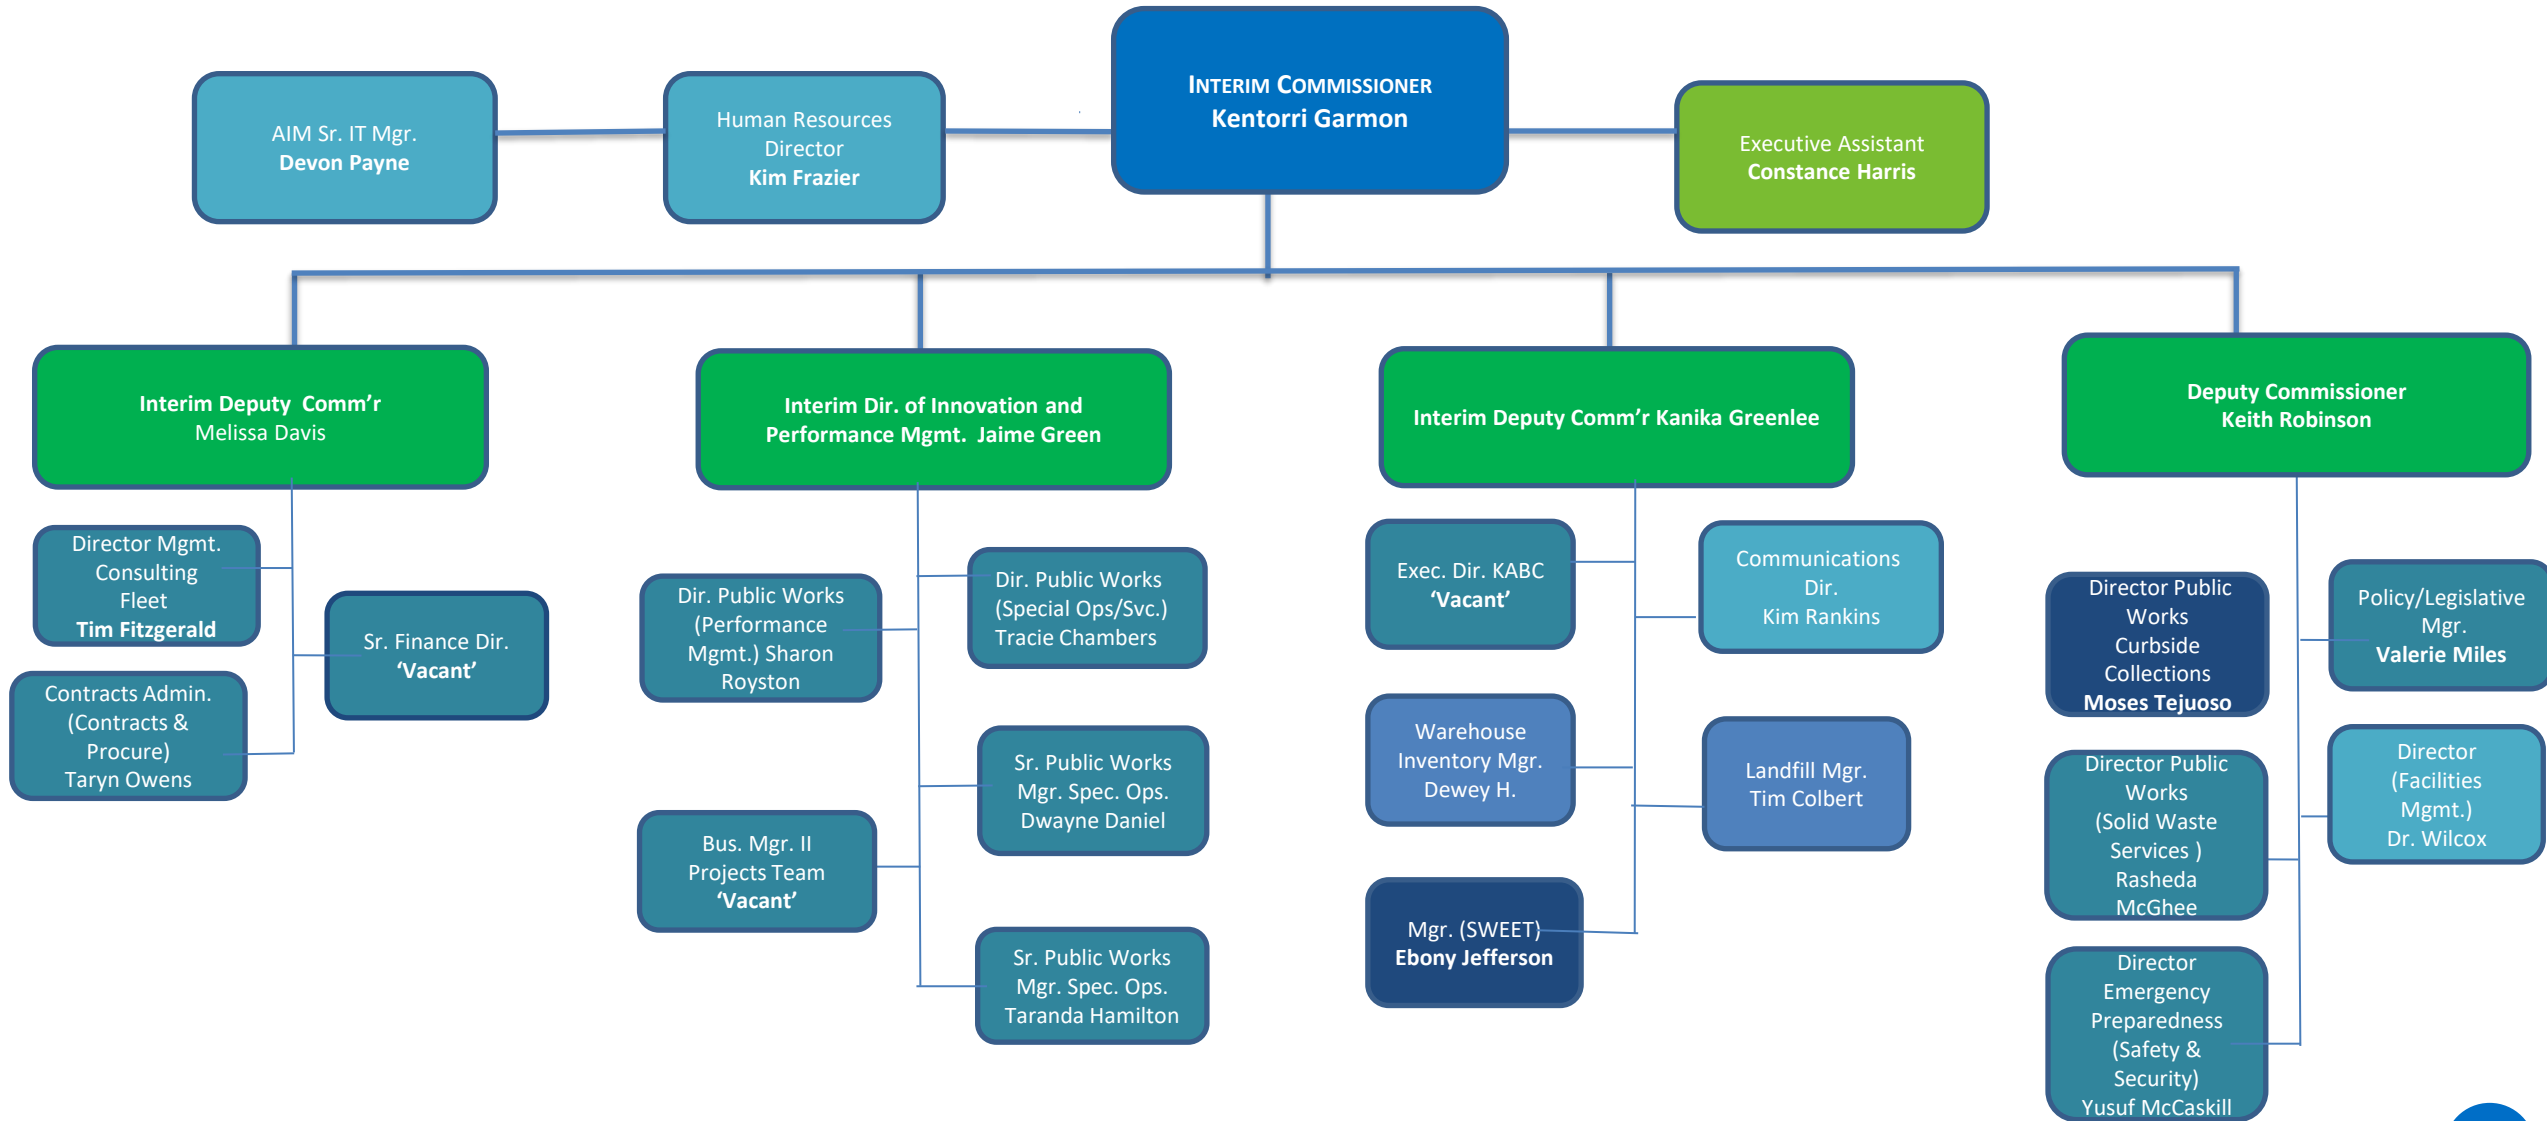 INTERIM COMMISSIONER
Kentorri Garmon
AIM Sr. IT Mgr.
Devon Payne
Human Resources
Director
Kim Frazier
Executive Assistant
Constance Harris
Interim Deputy Comm’r
Melissa Davis
Interim Dir. of Innovation and
Performance Mgmt. Jaime Green
Interim Deputy Comm’r Kanika Greenlee
Deputy Commissioner
Keith Robinson
Director Mgmt.
Consulting
Fleet
Tim Fitzgerald
Sr. Finance Dir.
‘Vacant’
Contracts Admin.
(Contracts &
Procure)
Taryn Owens
Dir. Public Works
(Performance
Mgmt.) Sharon
Royston
Dir. Public Works
(Special Ops/Svc.)
Tracie Chambers
Sr. Public Works
Mgr. Spec. Ops.
Dwayne Daniel
Bus. Mgr. II
Projects Team
‘Vacant’
Sr. Public Works
Mgr. Spec. Ops.
Taranda Hamilton
Exec. Dir. KABC
‘Vacant’
Communications
Dir.
Kim Rankins
Warehouse
Inventory Mgr.
Dewey H.
Landfill Mgr.
Tim Colbert
Mgr. (SWEET)
Ebony Jefferson
Director Public
Works
Curbside
Collections
Moses Tejuoso
Policy/Legislative
Mgr.
Valerie Miles
Director Public
Works
(Solid Waste
Services )
Rasheda
McGhee
Director
(Facilities
Mgmt.)
Dr. Wilcox
Director
Emergency
Preparedness
(Safety &
Security)
Yusuf McCaskill